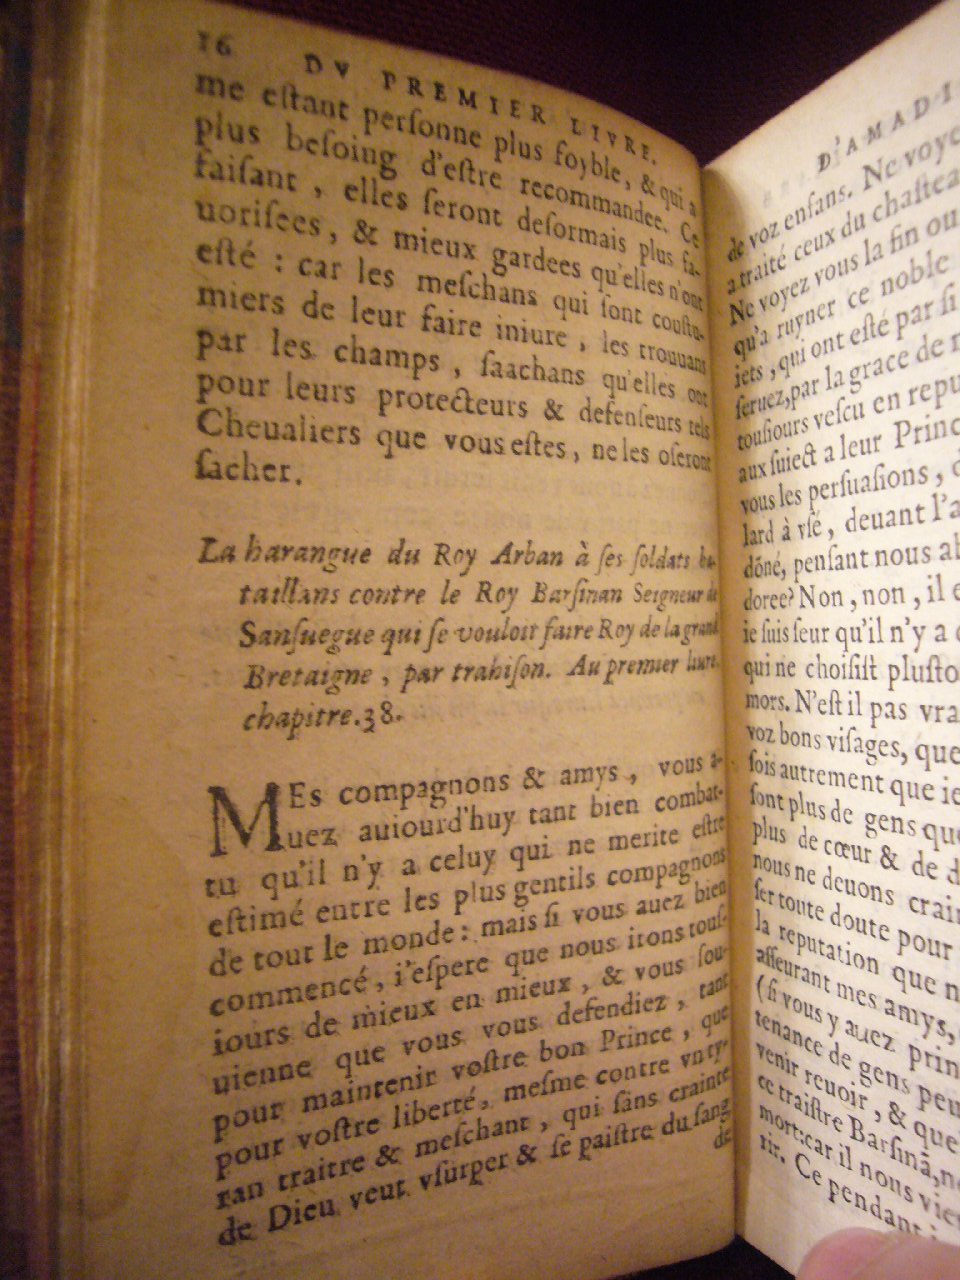 16 DV PREMIER LIVRE.
me eſtant perſonne plus foyble, & qui a
plus beſoing d'eſtre recommandee. Ce
faiſant, elles ſeront deſormais plus fa-
uoriſees, & mieux gardees qu'elles n'ont
eſté : car les meſchans qui ſont couſtu-
miers de leur faire iniure, les trouuans
par les champs, ſaachans qu'elles ont
pour leurs protecteurs & defenſeurs tels
Cheualiers que vous eſtes, ne les oſeront
faſcher.
La harangue du Roy Arban à ſes ſoldats ba-
taillans contre le Roy Barſinan Seigneur de
Sanſuegue qui ſe vouloit faire Roy de la grand
Bretaigne, par trahiſon. Au premier liure.
chapitre.38.
MEs compagnons & amys, vous a-
uez auiourd'huy tant bien combat-
tu qu'il n'y a celuy qui ne merite eſtre
eſtimé entre les plus gentils compagnons
de tout le monde : mais ſi vous auez bien
commencé, i'eſpere que nous irons touſ-
iours de mieux en mieux, & vous ſou-
uienne que vous vous defendiez, tant
pour maintenir voſtre bon Prince, que
pour voſtre liberté, meſme contre vn ty-
ran traitre & meſchant, qui ſans crainte
de Dieu veut vſurper & ſe paiſtre du ſang
de
D'AMADI
de voz enfans. Ne voye
a traité ceux du chaſtea
Ne voyez vous la fin ou
qu'a ruyner ce noble
iets, qui ont eſté par ſi
ſeruez, par la grace de
touſiours veſcu en repu
aux ſuiect a leur Princ
vous les perſuaſions, d
lard à vſé, deuant l'a
dôné, penſant nous ab
doree? Non, non, il e
ie ſuis ſeur qu'il n'y a
qui ne choiſiſt pluſto
mors. N'eſt il pas vra
voz bons viſages, que
fois autrement que ie
ſont plus de gens que
plus de cœur & de d
nous ne deuons crain
ſer toute doute pour
la reputation que n
aſſeurant mes amys,
(ſi vous y auez prin
tenance de gens peu
venir reuoir, & que
ce traiſtre Barſinã, n
mort: car il nous vie
tir. Ce pendant